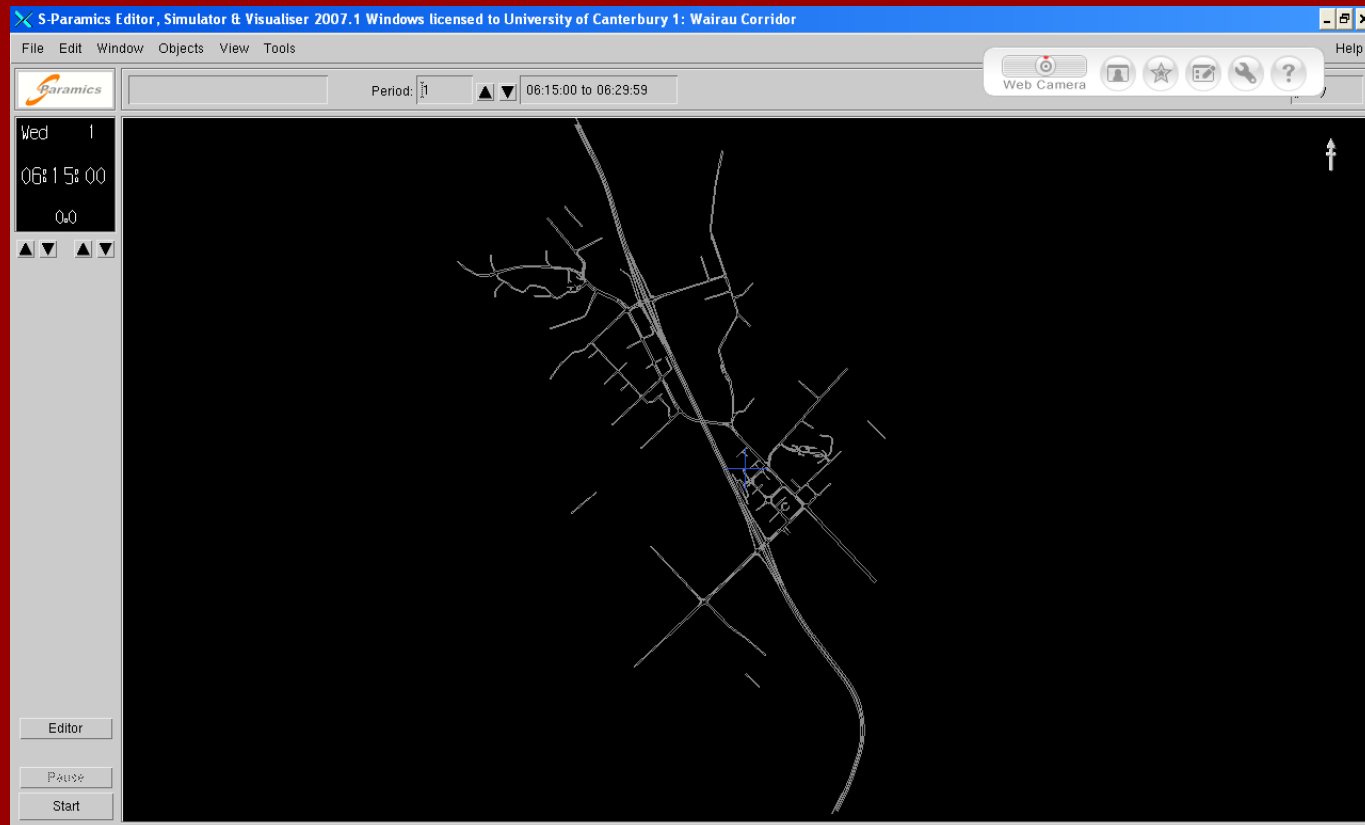 S-Paramics Editor, Simulator & Visualiser 2007.1 Windows licensed to University of Canterbury 1: Wairau Corridor
File Edit Window Objects View Tools Help
Web Camera
Paramics
Period: 1 06:15:00 to 06:29:59
Wed 1
06:15:00
0.0
Editor
Pause
Start